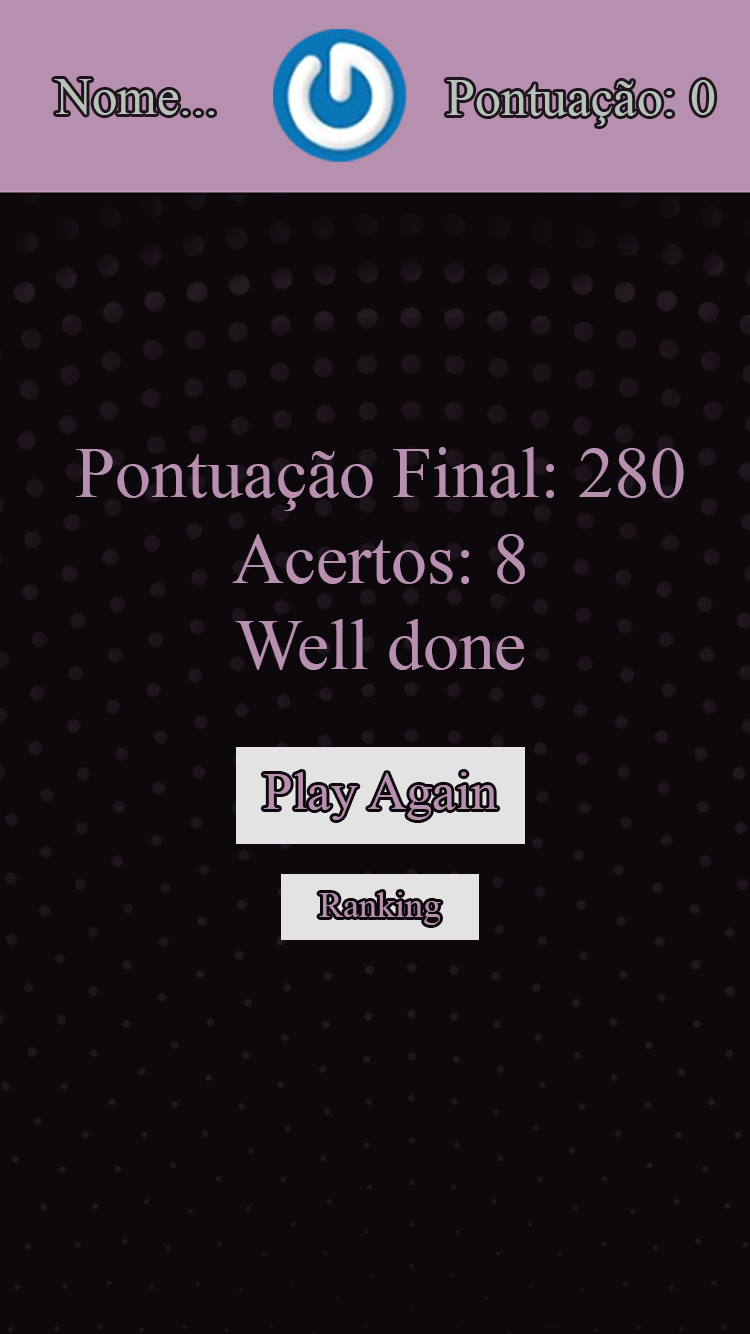 Nome... Pontuação: 0
Pontuação Final: 280
Acertos: 8
Well done
Play Again
Ranking